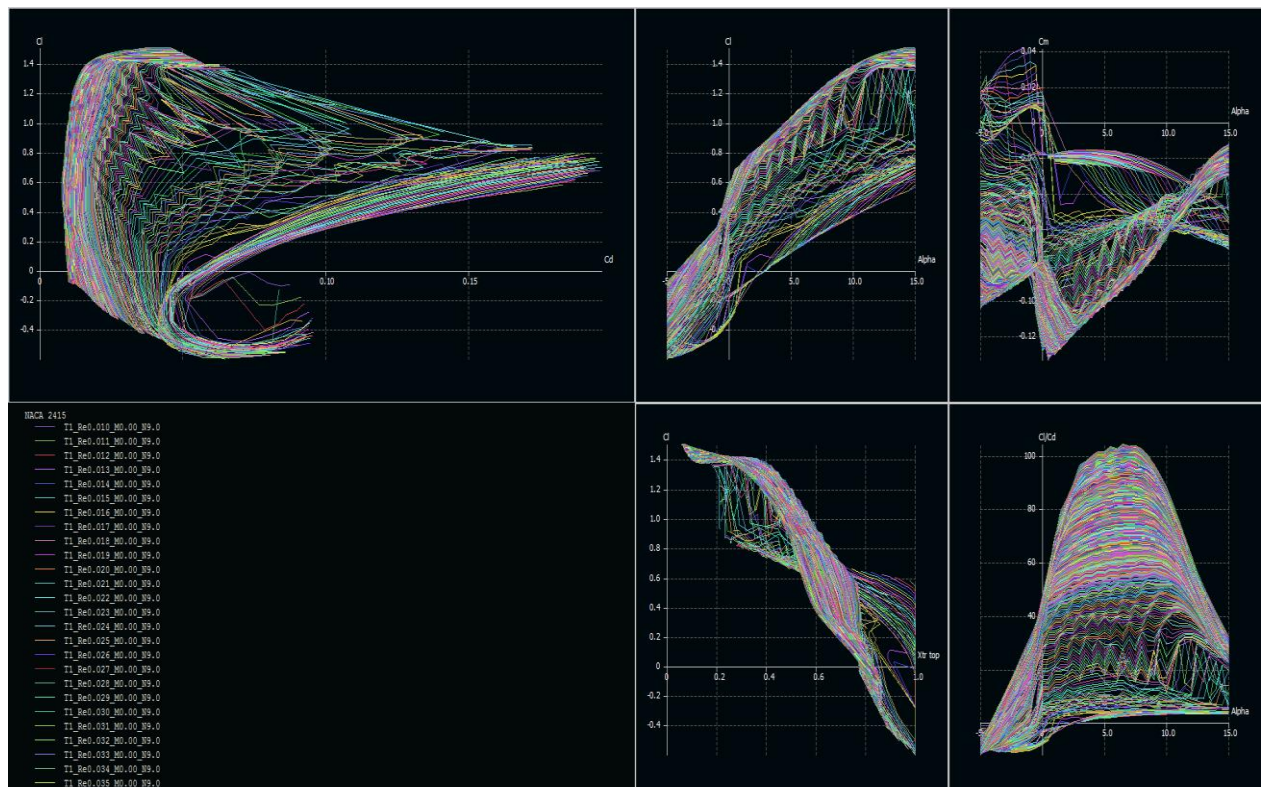 Cl
1.4
1.2
1.0
0.8
0.6
0.4
0.2
0
-0.2
-0.4
0
0.10
0.15
Cd
Cl
1.4
1.2
1.0
0.8
0.6
0.4
5.0
10.0
15.0
Alpha
Cm
0.04
0.02
Alpha
5.0
10.0
15.0
-0.10
-0.12
NACA 2415
T1_Re0.010_M0.00_N9.0
T1_Re0.011_M0.00_N9.0
T1_Re0.012_M0.00_N9.0
T1_Re0.013_M0.00_N9.0
T1_Re0.014_M0.00_N9.0
T1_Re0.015_M0.00_N9.0
T1_Re0.016_M0.00_N9.0
T1_Re0.017_M0.00_N9.0
T1_Re0.018_M0.00_N9.0
T1_Re0.019_M0.00_N9.0
T1_Re0.020_M0.00_N9.0
T1_Re0.021_M0.00_N9.0
T1_Re0.022_M0.00_N9.0
T1_Re0.023_M0.00_N9.0
T1_Re0.024_M0.00_N9.0
T1_Re0.025_M0.00_N9.0
T1_Re0.026_M0.00_N9.0
T1_Re0.027_M0.00_N9.0
T1_Re0.028_M0.00_N9.0
T1_Re0.029_M0.00_N9.0
T1_Re0.030_M0.00_N9.0
T1_Re0.031_M0.00_N9.0
T1_Re0.032_M0.00_N9.0
T1_Re0.033_M0.00_N9.0
T1_Re0.034_M0.00_N9.0
T1_Re0.035_M0.00_N9.0
Cl
1.4
1.2
1.0
0.8
0.6
0.4
0.2
0
-0.2
-0.4
0.2
0.4
0.6
1.0
Xtr top
Cl/Cd
100
80
60
40
5.0
10.0
15.0
Alpha